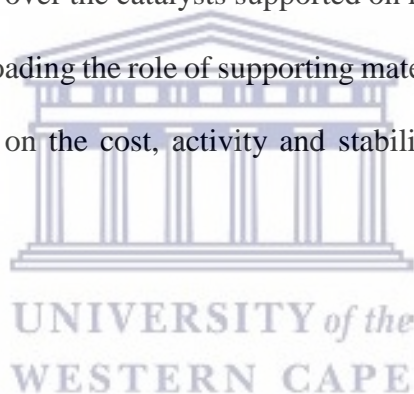 over the catalysts supported on
oading the role of supporting mate
on the cost, activity and stabili
UNIVERSITY of the
WESTERN CAPE